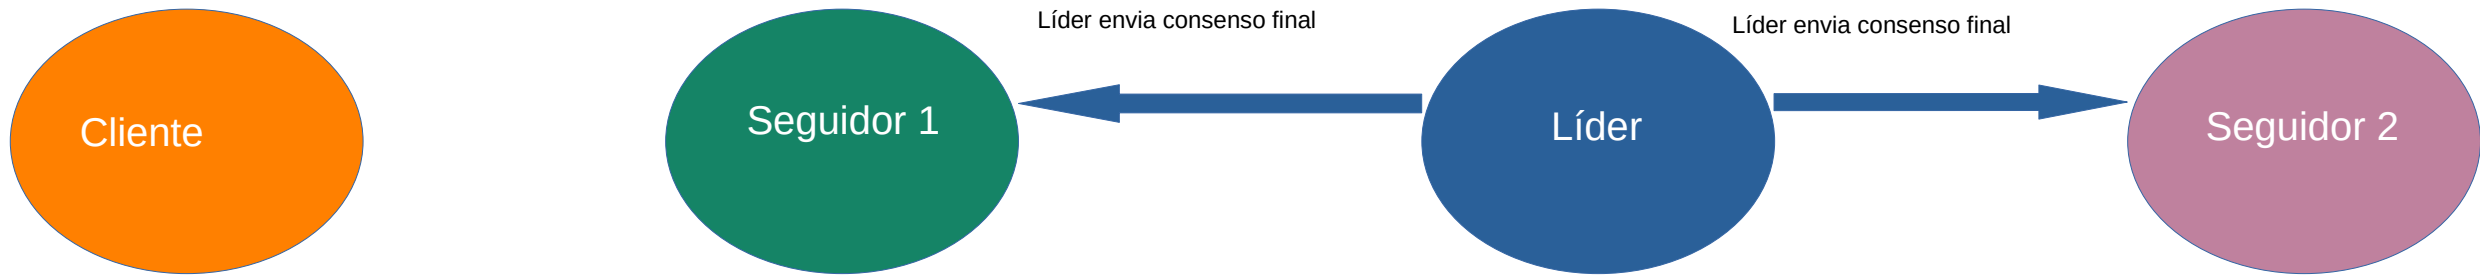 Líder envia consenso final
Líder envia consenso final
Cliente
Seguidor 1
Líder
Seguidor 2